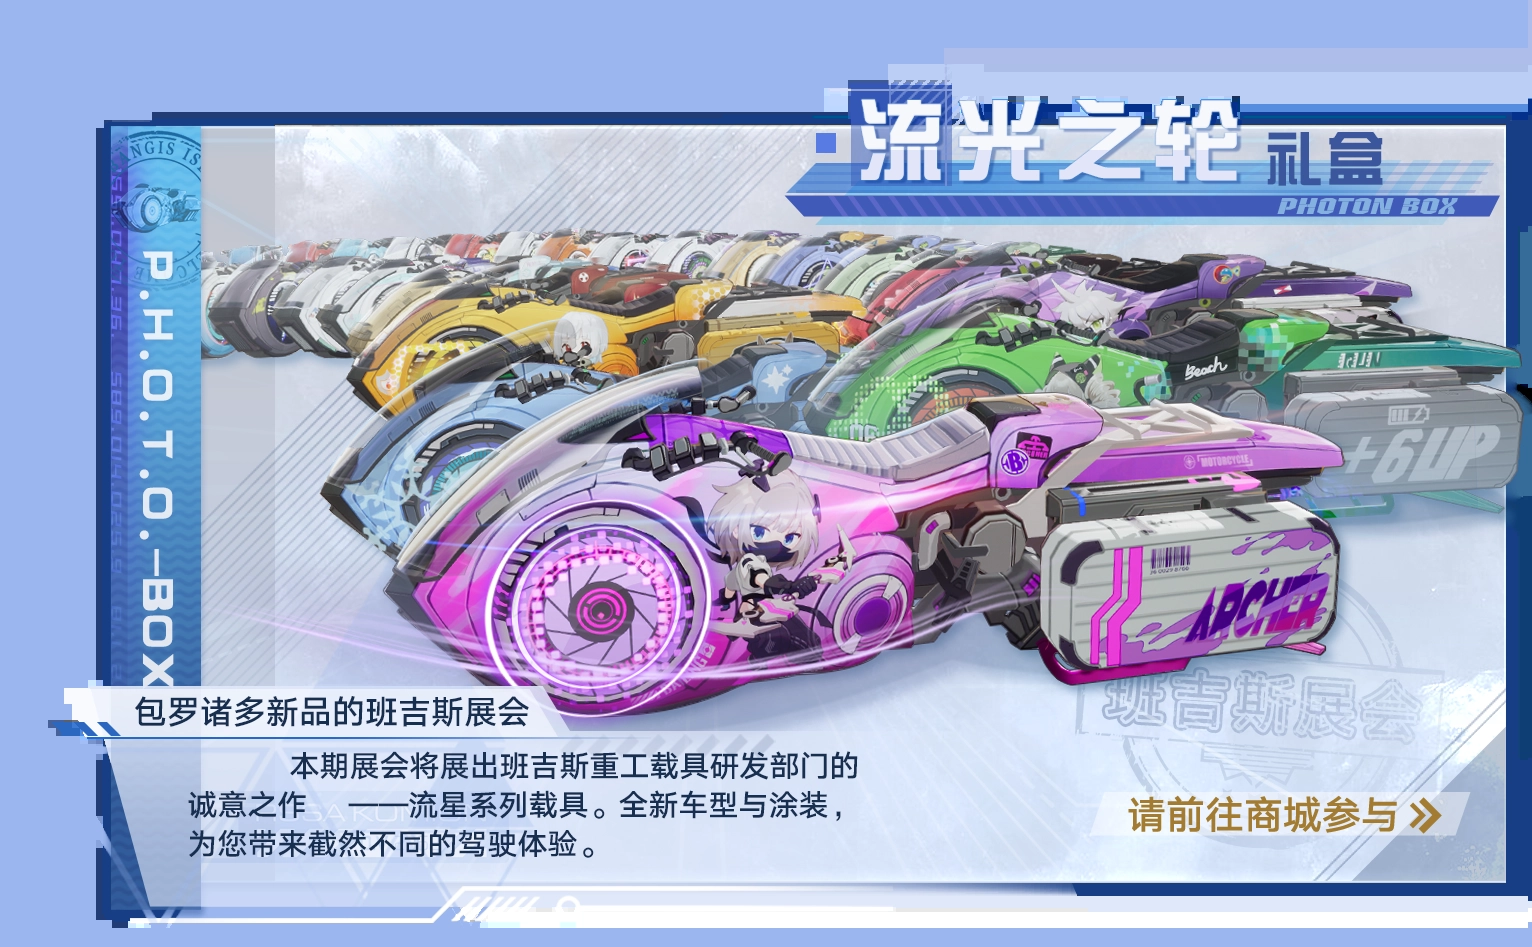 流光之轮 礼盒
PHOTON BOX
NGIS IS
P.H.O.T.O.-BOX
Beach
+6UP
MOTORCYCLE
B
ARCHER
班吉斯展会
包罗诸多新品的班吉斯展会
本期展会将展出班吉斯重工载具研发部门的
诚意之作 ——流星系列载具。全新车型与涂装，
为您带来截然不同的驾驶体验。
请前往商城参与